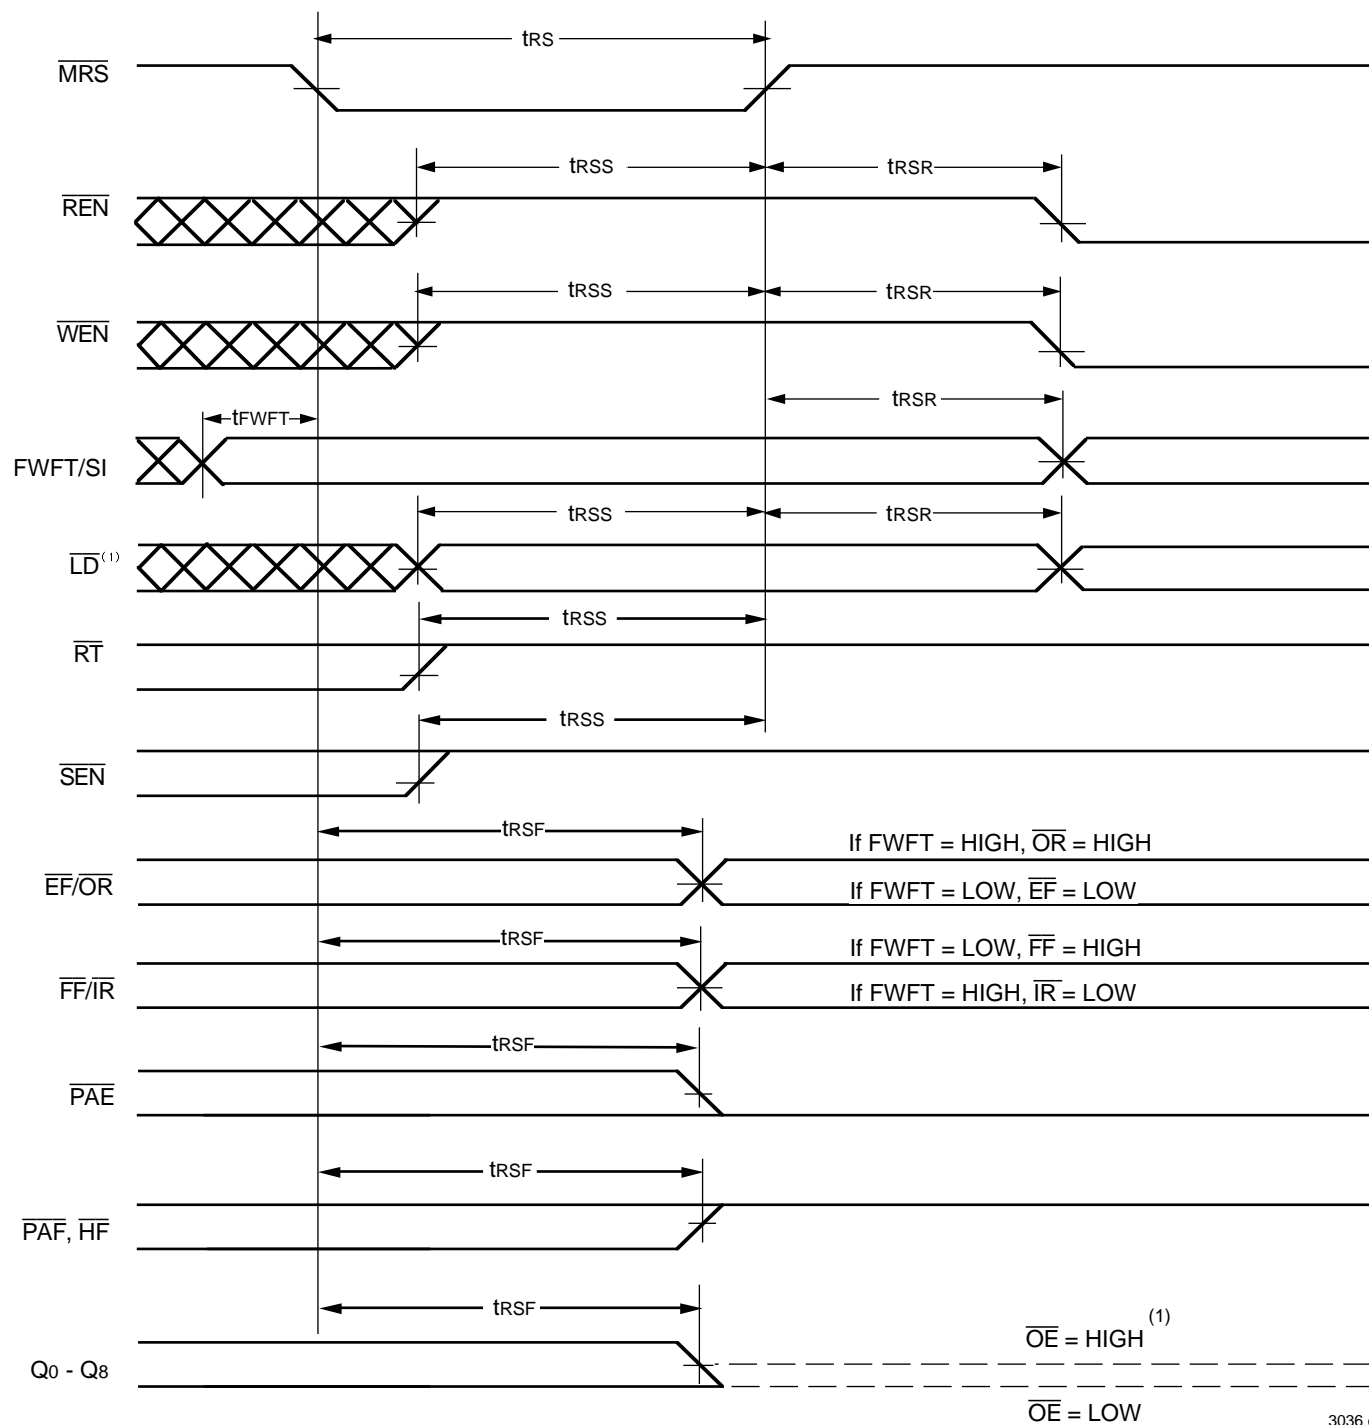 tRS
MRS
tRSS tRSR
REN
tRSS tRSR
WEN
tRSR
tFWFT
FWFT/SI
tRSS tRSR
LD(1)
tRSS
RT
tRSS
SEN
tRSF
If FWFT = HIGH, OR = HIGH
EF/OR
If FWFT = LOW, EF = LOW
tRSF
If FWFT = LOW, FF = HIGH
FF/IR
If FWFT = HIGH, IR = LOW
tRSF
PAE
tRSF
PAF, HF
tRSF
OE = HIGH (1)
Q0 - Q8
OE = LOW
3036